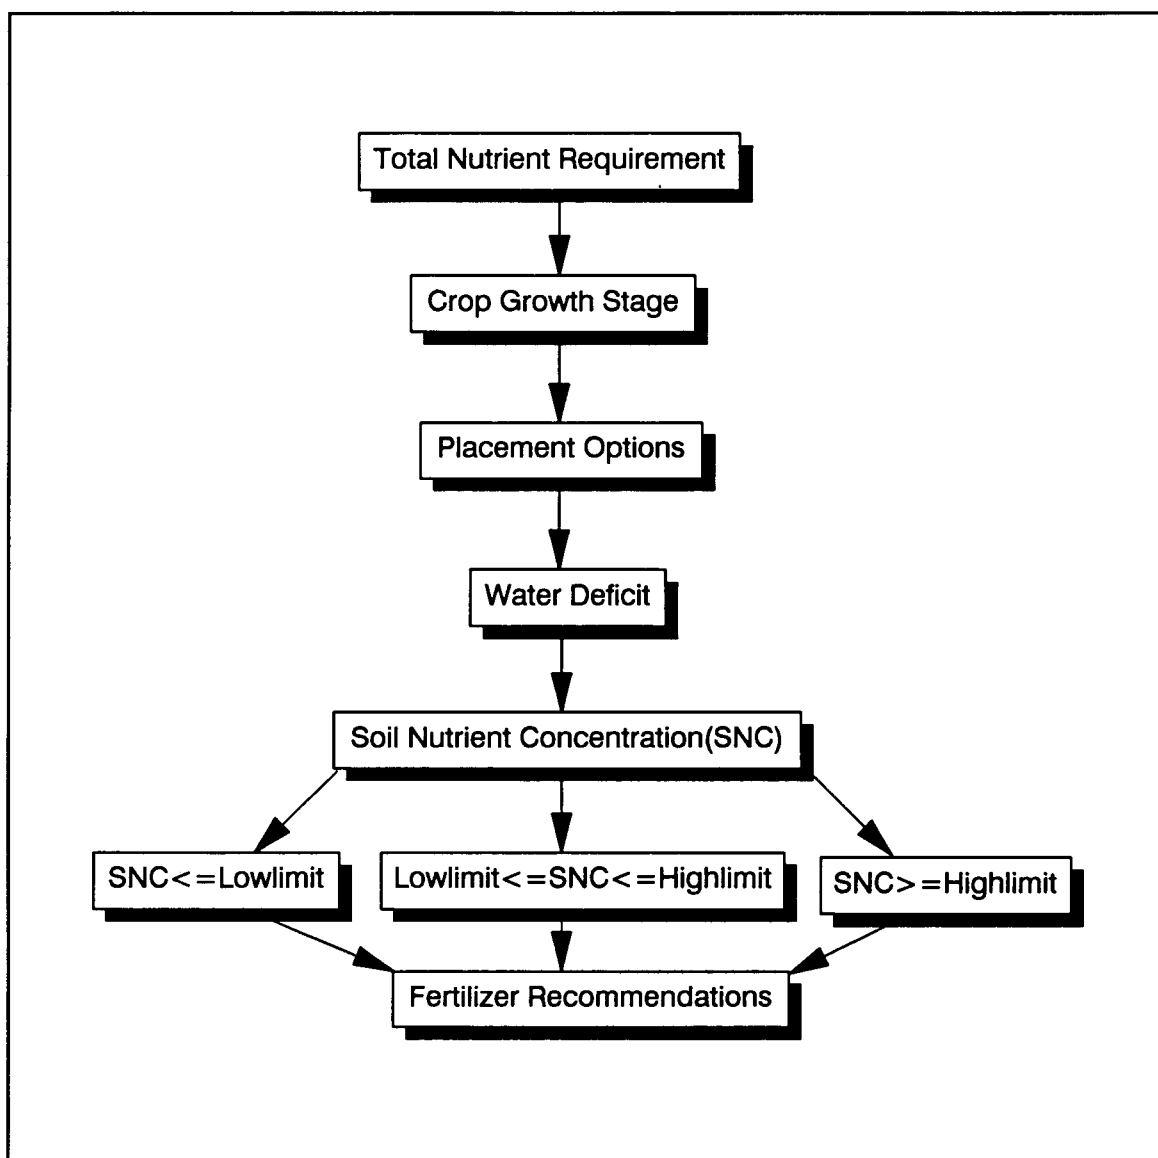 Total Nutrient Requirement
Crop Growth Stage
Placement Options
Water Deficit
Soil Nutrient Concentration(SNC)
SNC<=Lowlimit
Lowlimit<=SNC<=Highlimit
SNC>=Highlimit
Fertilizer Recommendations